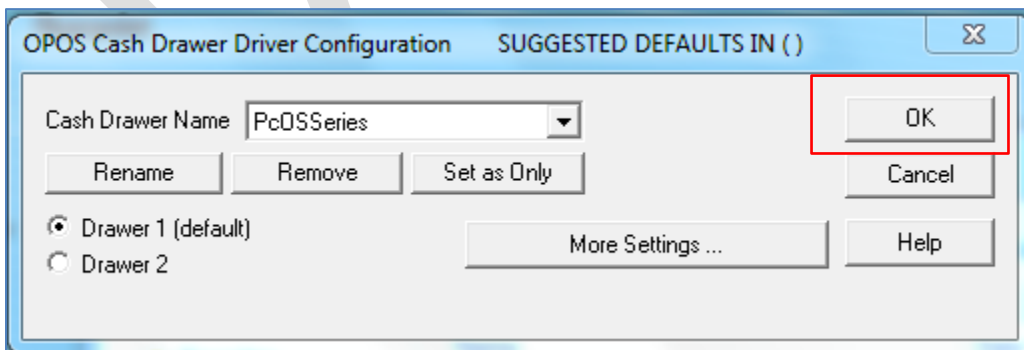 OPOS Cash Drawer Driver Configuration SUGGESTED DEFAULTS IN ( )
Cash Drawer Name PcOSSeries OK
Rename Remove Set as Only Cancel
Drawer 1 (default) More Settings ... Help
Drawer 2